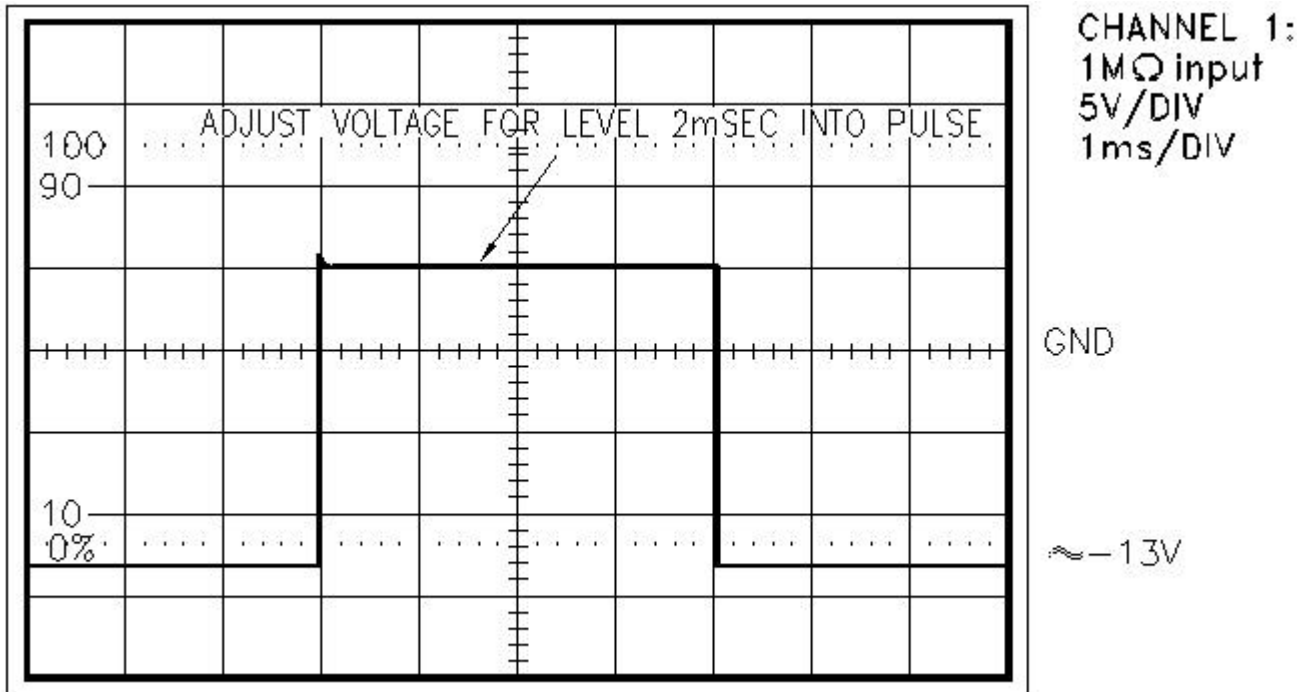 CHANNEL 1:
1MΩ input
5V/DIV
1ms/DIV
ADJUST VOLTAGE FOR LEVEL 2mSEC INTO PULSE
100
90
GND
10
0%
≈-13V